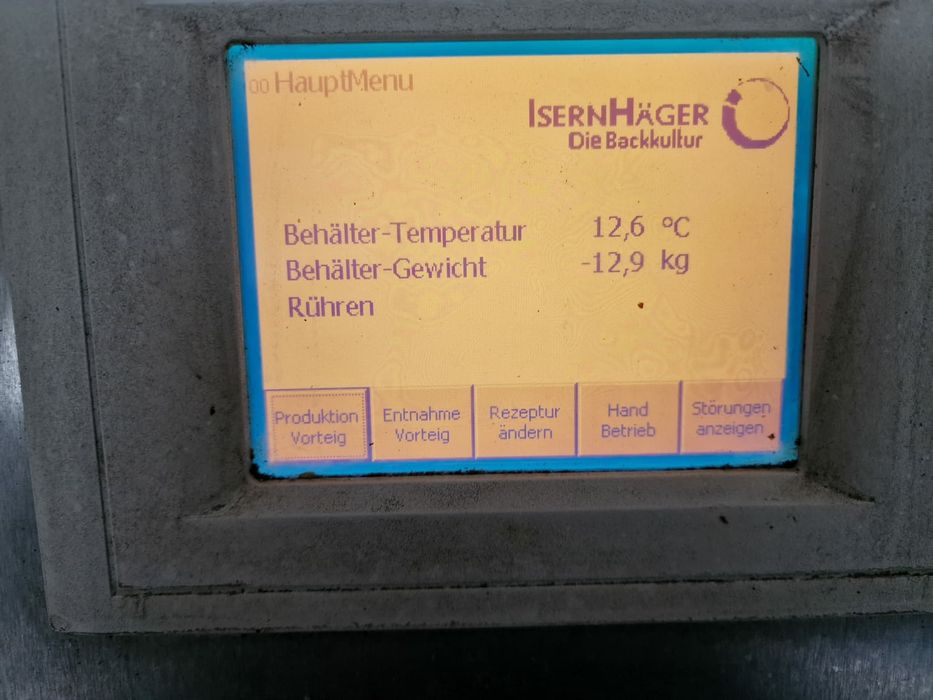 00 HauptMenu
ISERNHÄGER
Die Backkultur
Behälter-Temperatur 12,6 °C
Behälter-Gewicht -12,9 kg
Rühren
Produktion Vorteig
Entnahme Vorteig
Rezeptur ändern
Hand Betrieb
Störungen anzeigen